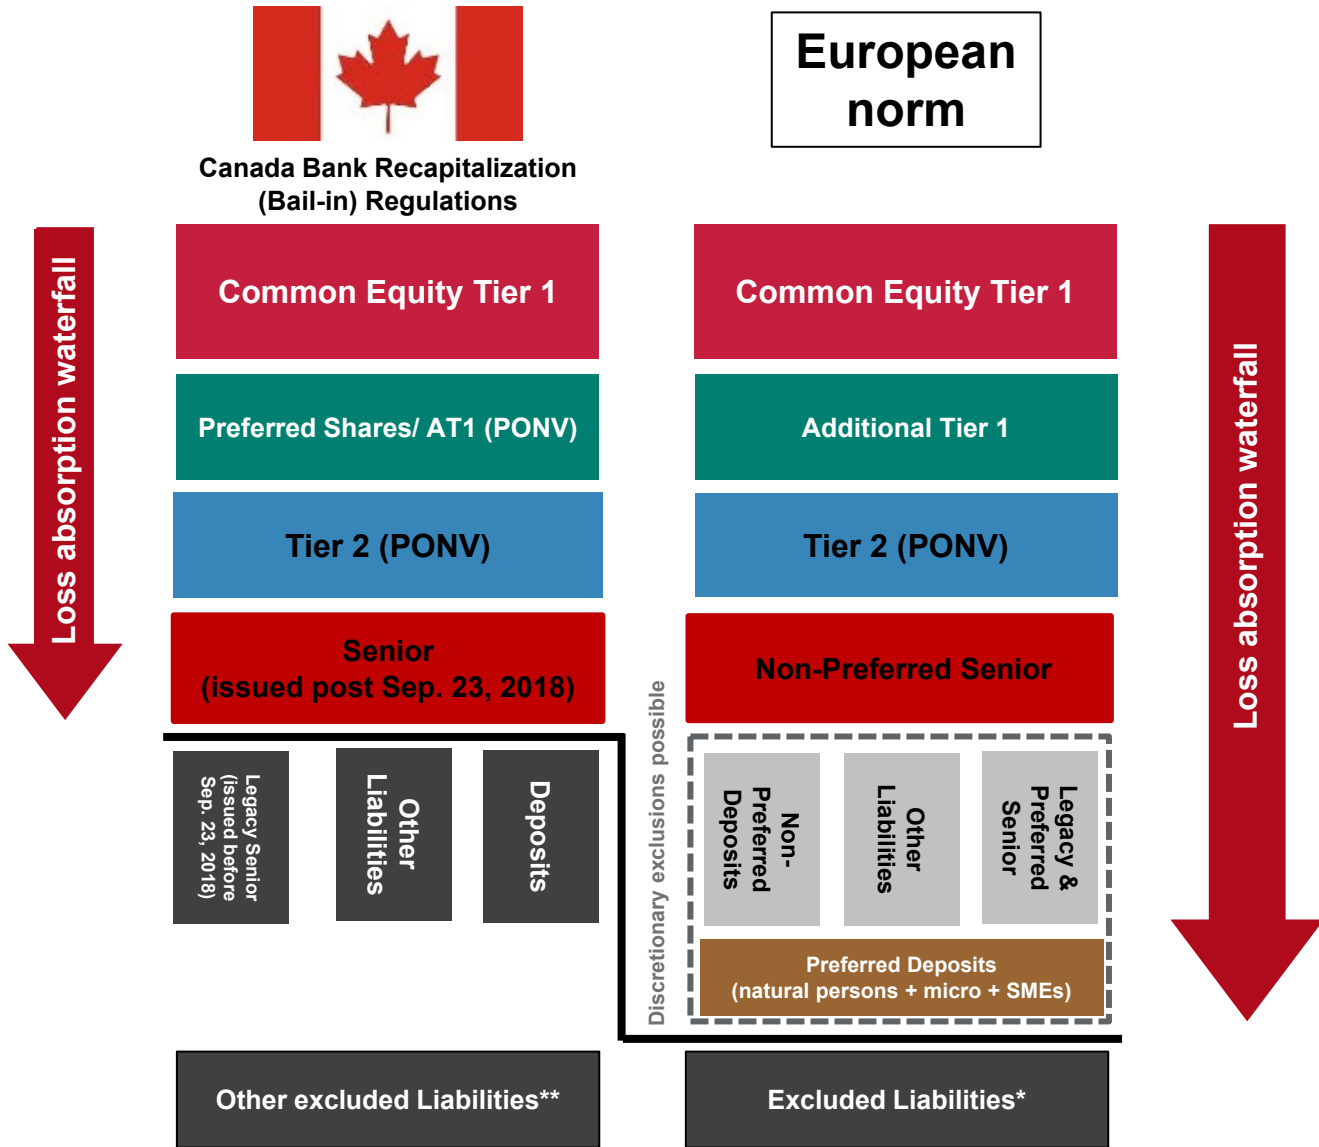 European
norm
Canada Bank Recapitalization
(Bail-in) Regulations
Loss absorption waterfall
Common Equity Tier 1
Preferred Shares/ AT1 (PONV)
Tier 2 (PONV)
Senior
(issued post Sep. 23, 2018)
Legacy Senior
(issued before
Sep. 23, 2018)
Other
Liabilities
Deposits
Other excluded Liabilities**
Common Equity Tier 1
Additional Tier 1
Tier 2 (PONV)
Non-Preferred Senior
Discretionary exclusions possible
Non-
Preferred
Deposits
Other
Liabilities
Legacy &
Preferred
Senior
Preferred Deposits
(natural persons + micro + SMEs)
Excluded Liabilities*
Loss absorption waterfall